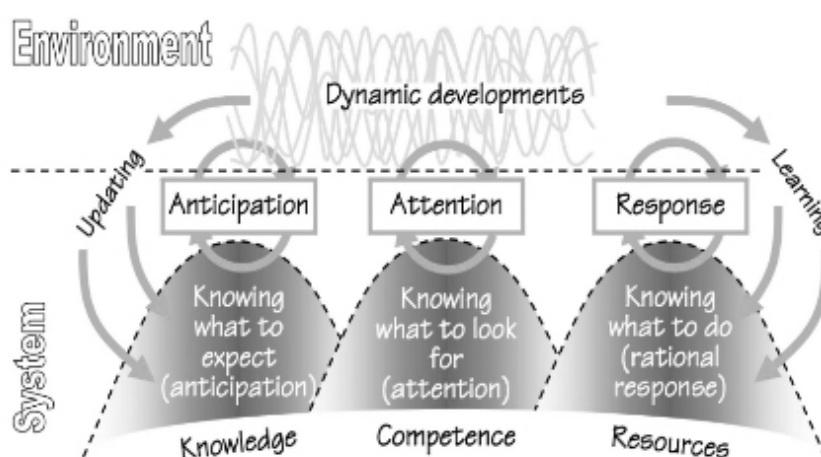 Environment
Dynamic developments
Updating
Learning
Anticipation
Attention
Response
Knowing
what to
expect
(anticipation)
Knowing
what to look
for
(attention)
Knowing
what to do
(rational
response)
System
Knowledge
Competence
Resources